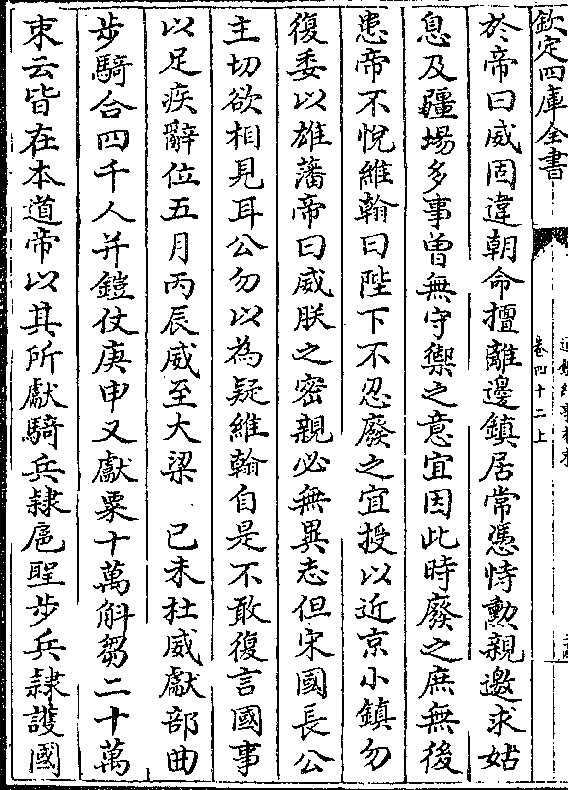 欽定四庫全書
卷四十二上
於帝曰威固違朝命擅離邊鎮居常憑恃勲親邀求姑
息及疆場多事曾無守禦之意宜因此時廢之庶無後
患帝不悅維翰曰陛下不忍廢之宜授以近京小鎮勿
復委以雄藩帝曰威朕之密親必無異志但宋國長公
主切欲相見耳公勿以為疑維翰自是不敢復言國事
以足疾辭位五月丙辰威至大梁 已未杜威獻部曲
步騎合四千人并鎧仗庚申又獻粟十萬斛芻二十萬
束云皆在本道帝以其所獻騎兵隷扈聖步兵隷護國